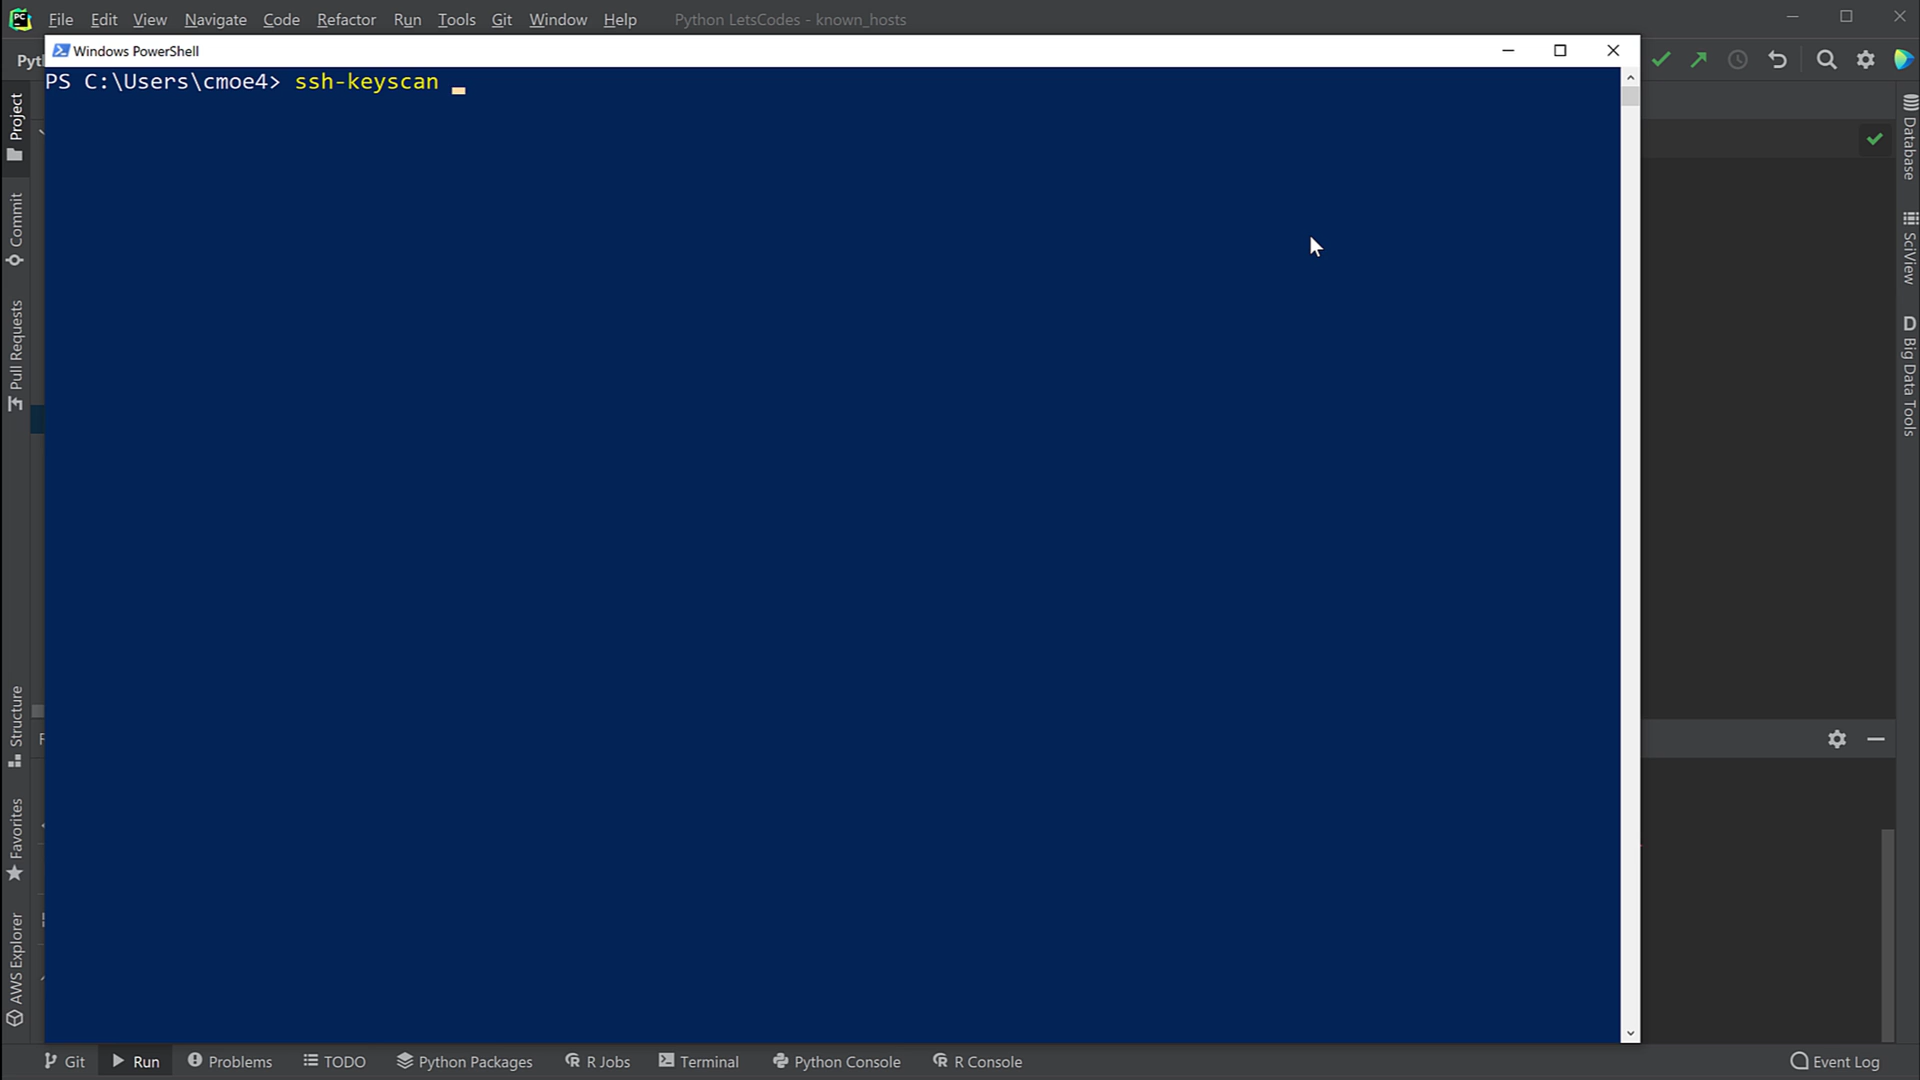 PC File Edit View Navigate Code Refactor Run Tools Git Window Help Python LetsCodes - known_hosts
Windows PowerShell
PS C:\Users\cmoe4> ssh-keyscan
Pyt
Project
Commit
Pull Requests
Structure
Favorites
AWS Explorer
Database
SciView
D Big Data Tools
Git Run Problems TODO Python Packages R Jobs Terminal Python Console R Console Event Log